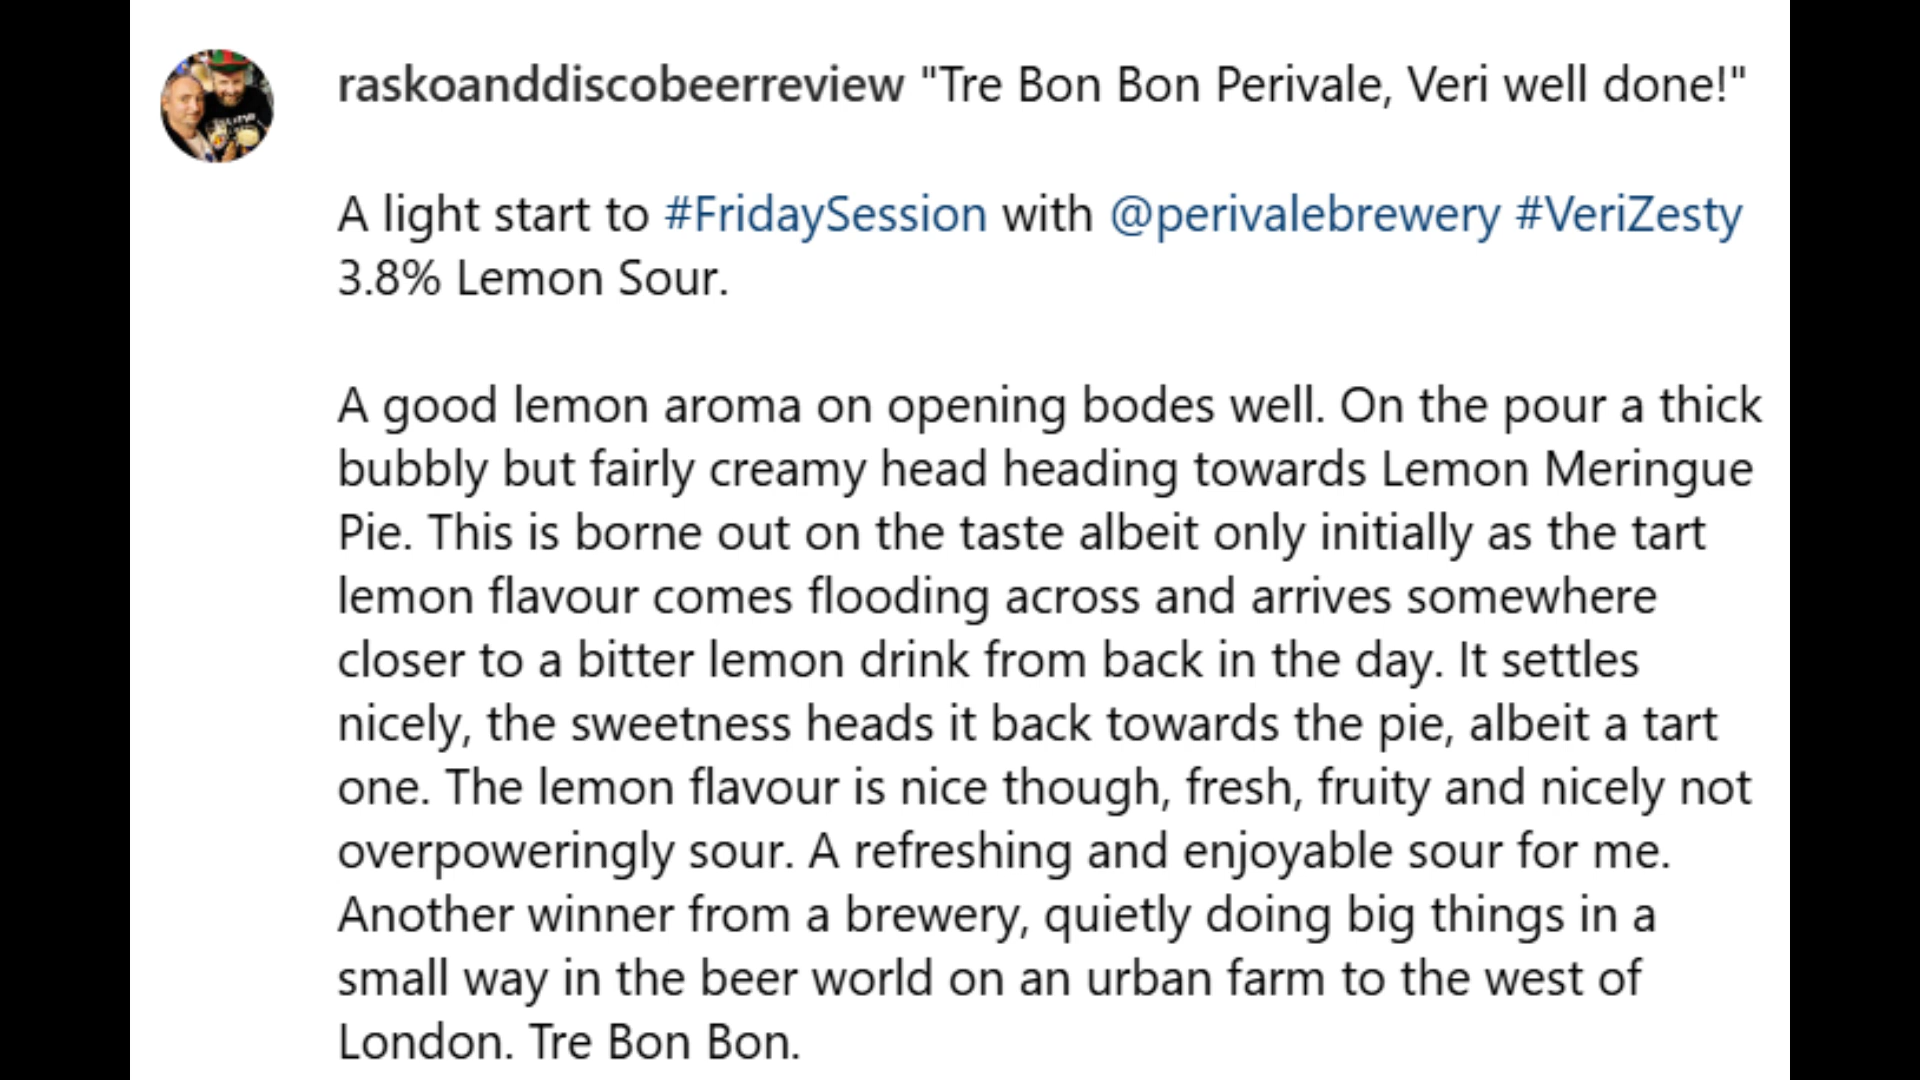 raskoanddiscobeerreview "Tre Bon Bon Perivale, Veri well done!"
A light start to #FridaySession with @perivalebrewery #VeriZesty
3.8% Lemon Sour.
A good lemon aroma on opening bodes well. On the pour a thick
bubbly but fairly creamy head heading towards Lemon Meringue
Pie. This is borne out on the taste albeit only initially as the tart
lemon flavour comes flooding across and arrives somewhere
closer to a bitter lemon drink from back in the day. It settles
nicely, the sweetness heads it back towards the pie, albeit a tart
one. The lemon flavour is nice though, fresh, fruity and nicely not
overpoweringly sour. A refreshing and enjoyable sour for me.
Another winner from a brewery, quietly doing big things in a
small way in the beer world on an urban farm to the west of
London. Tre Bon Bon.